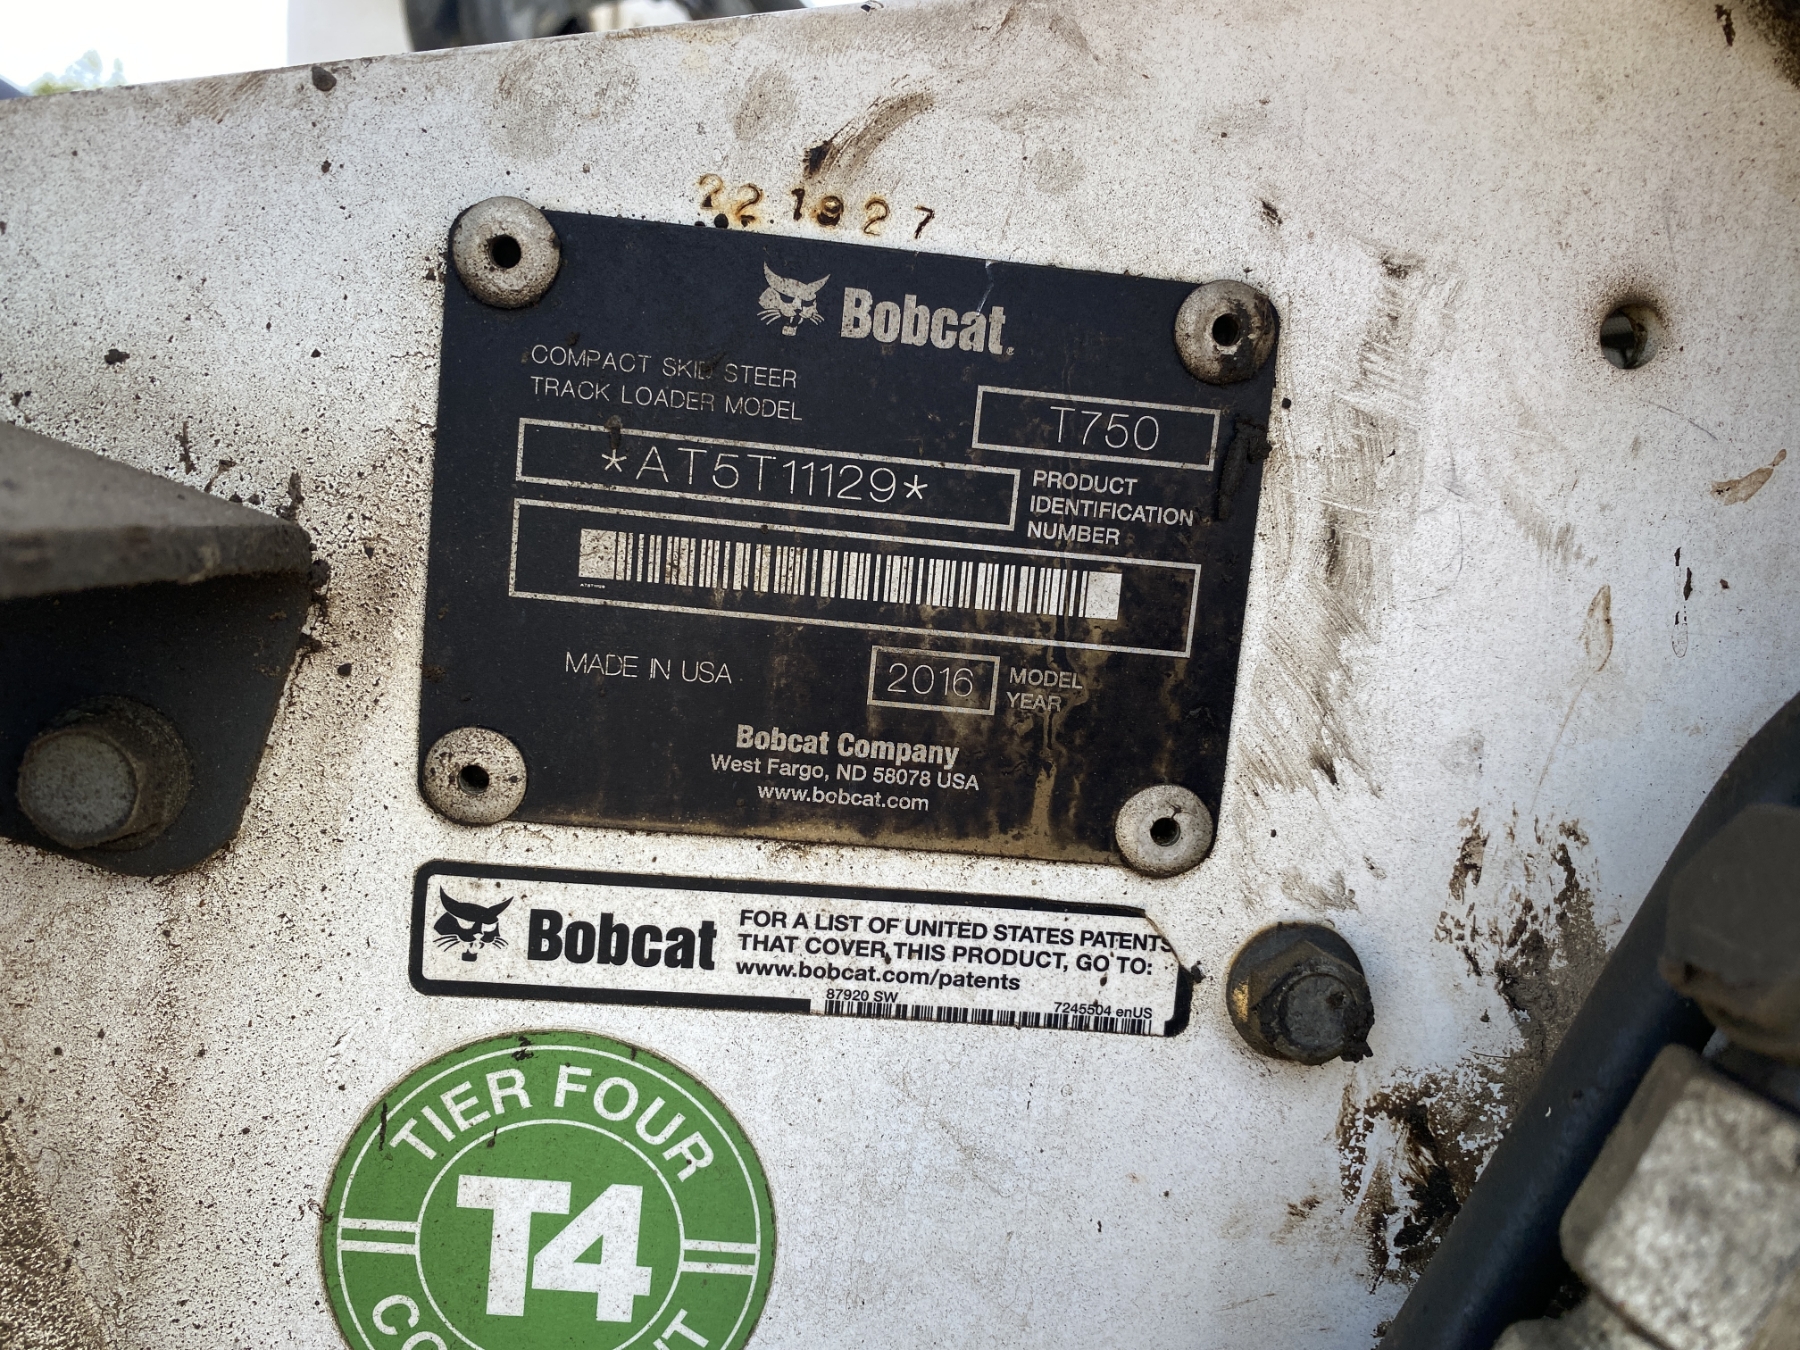 221927
Bobcat
COMPACT SKID STEER
TRACK LOADER MODEL
T750
*AT5T11129*
PRODUCT
IDENTIFICATION
NUMBER
MADE IN USA
2016
MODEL
YEAR
Bobcat Company
West Fargo, ND 58078 USA
www.bobcat.com
Bobcat
FOR A LIST OF UNITED STATES PATENTS
THAT COVER THIS PRODUCT, GO TO:
www.bobcat.com/patents
87920 SW
7245504 enUS
TIER FOUR
T4